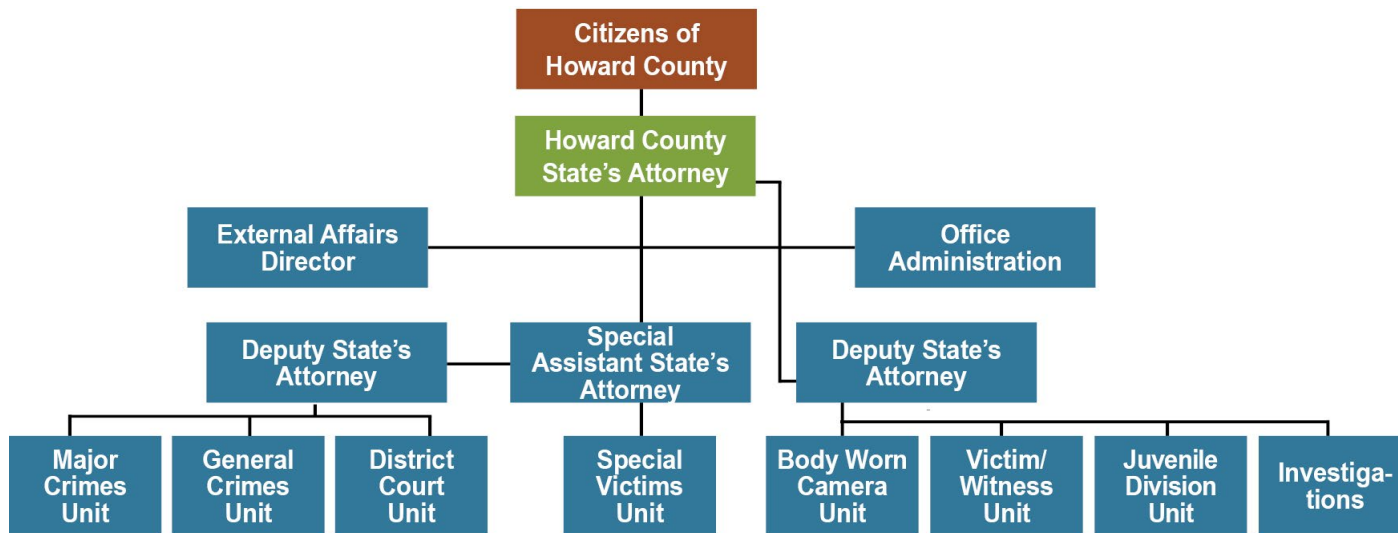 Citizens of
Howard County
Howard County
State's Attorney
External Affairs
Director
Office
Administration
Deputy State's
Attorney
Special
Assistant State's
Attorney
Deputy State's
Attorney
Major
Crimes
Unit
General
Crimes
Unit
District
Court
Unit
Special
Victims
Unit
Body Worn
Camera Unit
Victim/
Witness
Unit
Juvenile
Division
Unit
Investiga-
tions